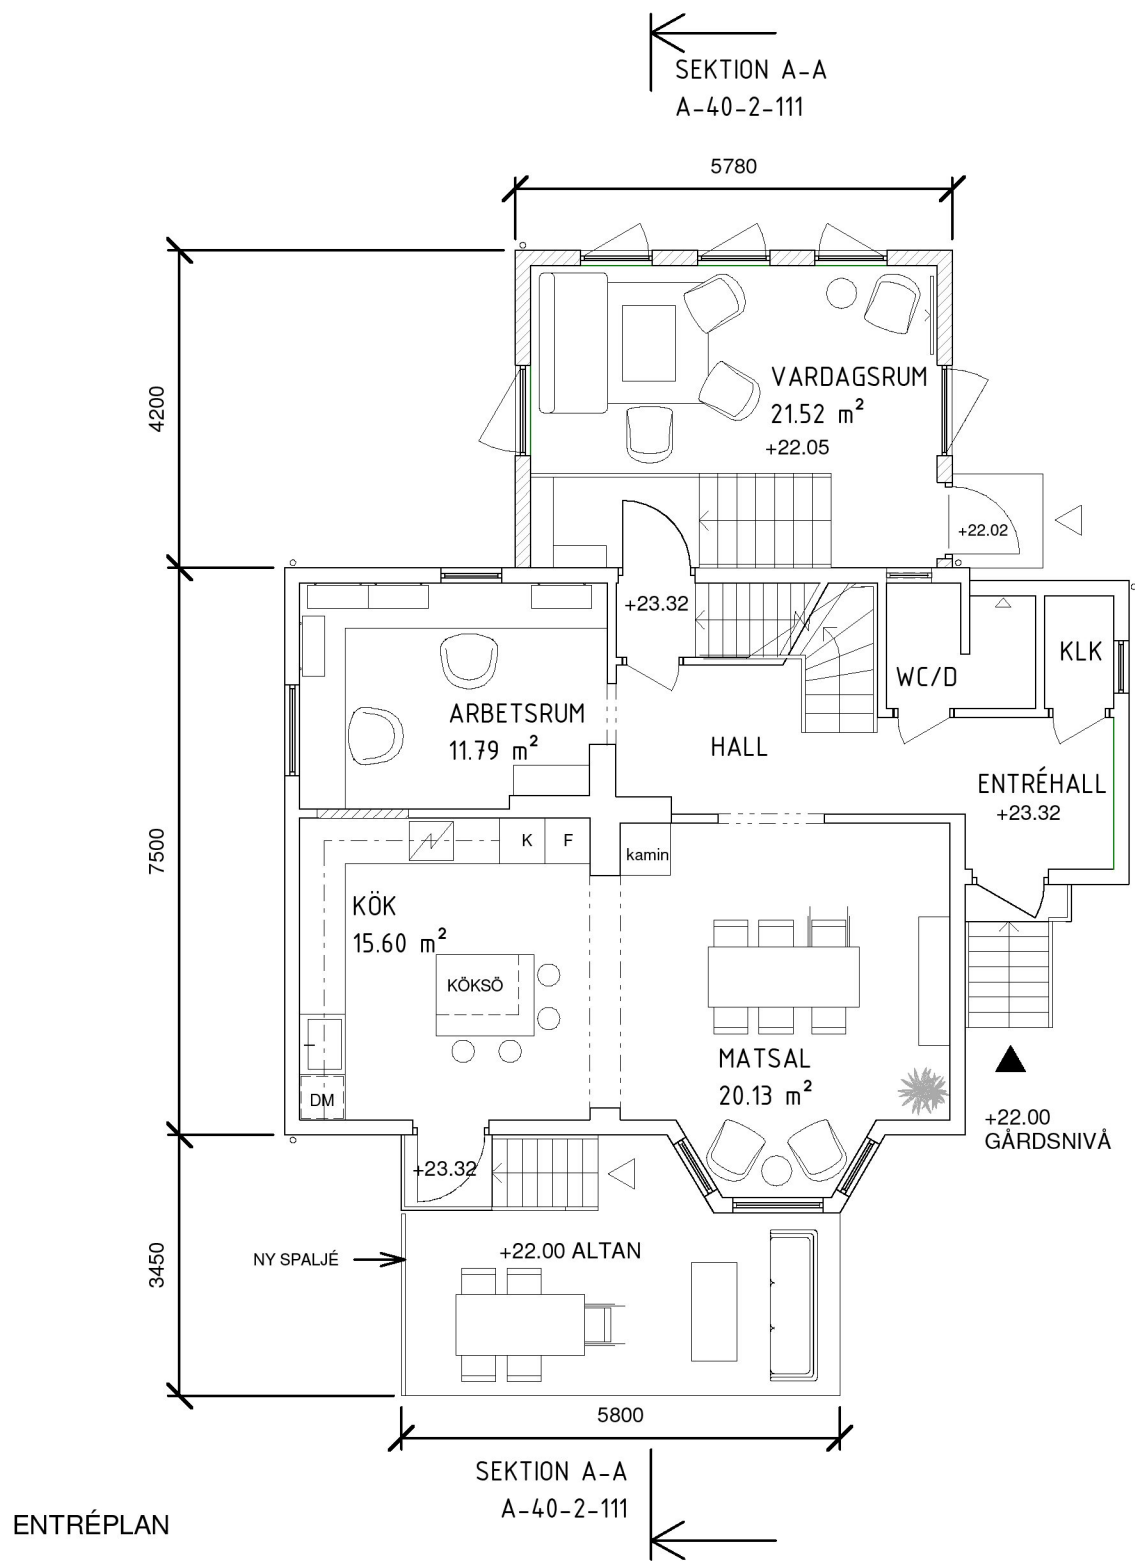 SEKTION A-A
A-40-2-111
5780
4200
VARDAGSRUM
21.52 m²
+22.05
+22.02
+23.32
KLK
WC/D
ARBETSRUM
11.79 m²
HALL
ENTRÉHALL
+23.32
7500
K
F
kamin
KÖK
15.60 m²
KÖKSÖ
MATSAL
20.13 m²
DM
+22.00
GÅRDSNIVÅ
+23.32
3450
NY SPALJÉ
+22.00 ALTAN
5800
SEKTION A-A
A-40-2-111
ENTRÉPLAN